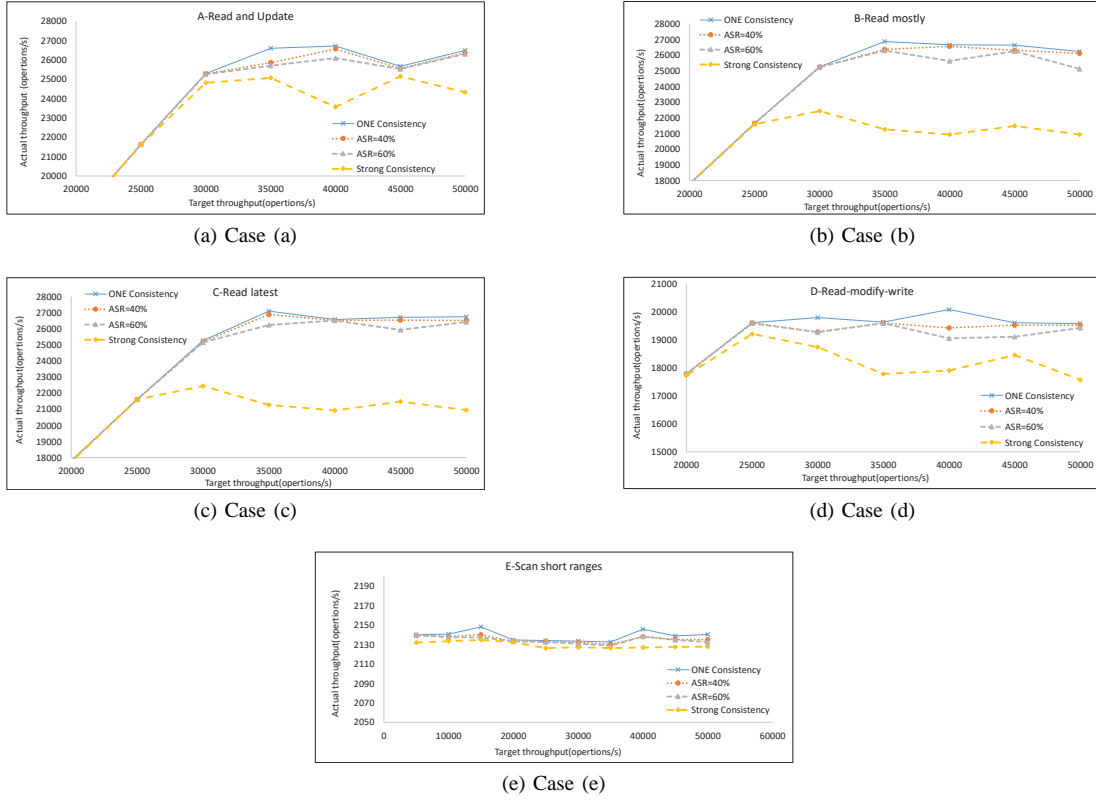 A-Read and Update
28000
27000
26000
25000
24000
23000
22000
21000
20000
Actual throughput (opertions/s)
ONE Consistency
ASR=40%
ASR=60%
Strong Consistency
20000 25000 30000 35000 40000 45000 50000
Target throughput(opertions/s)
(a) Case (a)
B-Read mostly
28000
27000
26000
25000
24000
23000
22000
21000
20000
19000
18000
Actual throughput(opertions/s)
ONE Consistency
ASR=40%
ASR=60%
Strong Consistency
20000 25000 30000 35000 40000 45000 50000
Target throughput(opertions/s)
(b) Case (b)
C-Read latest
28000
27000
26000
25000
24000
23000
22000
21000
20000
19000
18000
Actual throughput(opertions/s)
ONE Consistency
ASR=40%
ASR=60%
Strong Consistency
20000 25000 30000 35000 40000 45000 50000
Target throughput(opertions/s)
(c) Case (c)
D-Read-modify-write
21000
20000
19000
18000
17000
16000
15000
Actual throughput(opertions/s)
ONE Consistency
ASR=40%
ASR=60%
Strong Consistency
20000 25000 30000 35000 40000 45000 50000
Target throughput(opertions/s)
(d) Case (d)
E-Scan short ranges
2190
2170
2150
2130
2110
2090
2070
2050
Actual throughput(opertions/s)
ONE Consistency
ASR=40%
ASR=60%
Strong Consistency
0 10000 20000 30000 40000 50000 60000
Target throughput(opertions/s)
(e) Case (e)